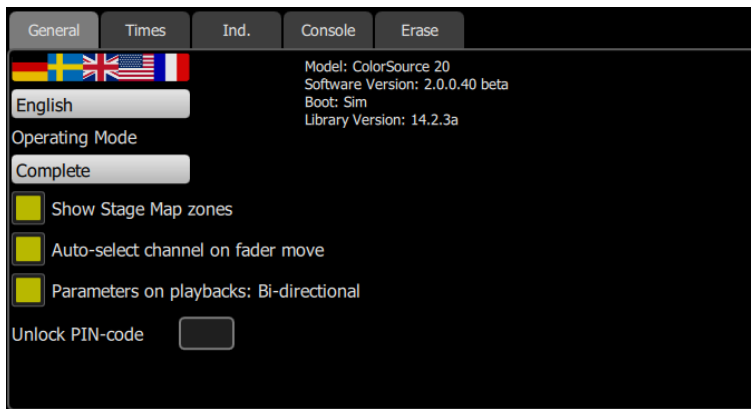 General Times Ind. Console Erase
Model: ColorSource 20
Software Version: 2.0.0.40 beta
Boot: Sim
Library Version: 14.2.3a
English
Operating Mode
Complete
Show Stage Map zones
Auto-select channel on fader move
Parameters on playbacks: Bi-directional
Unlock PIN-code